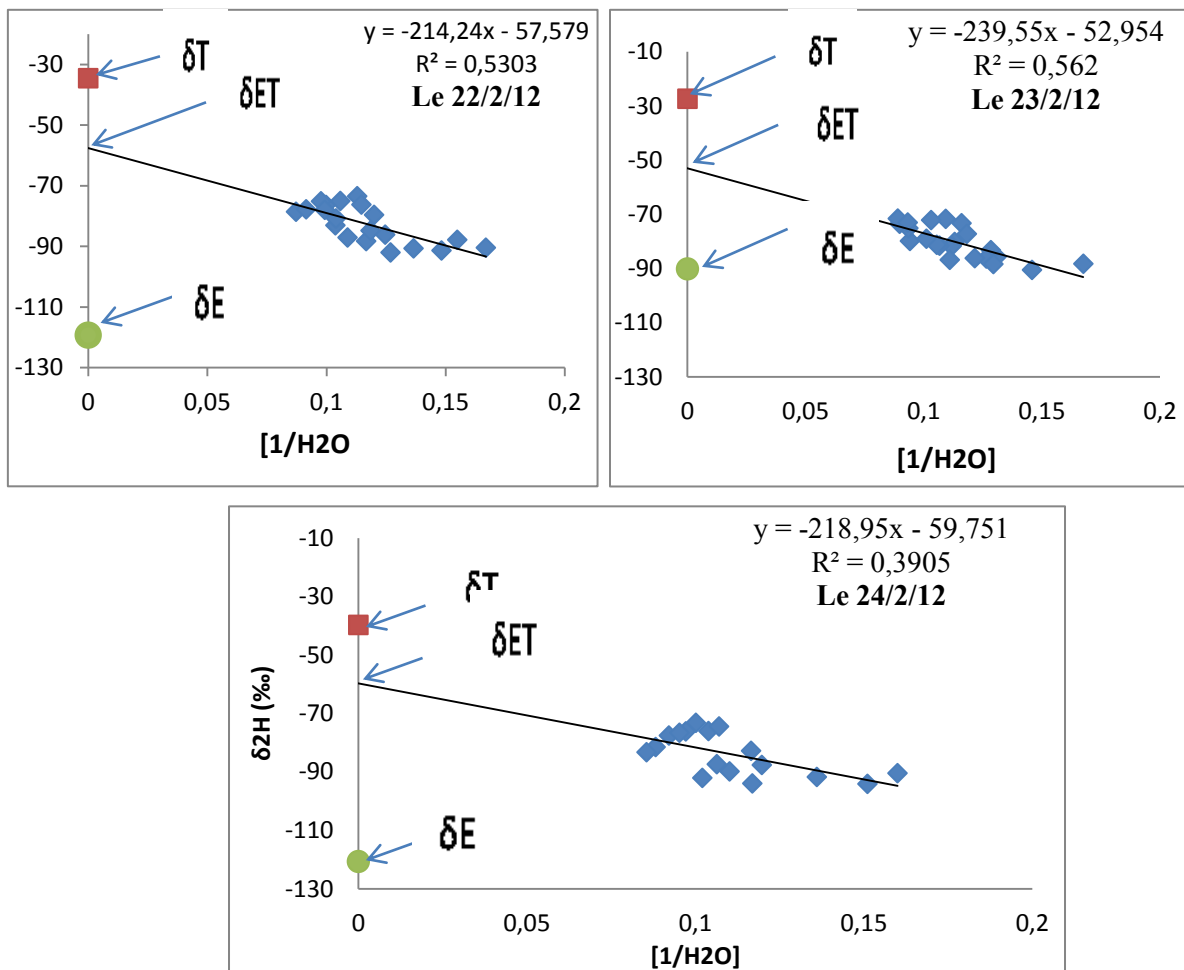 y = -214,24x - 57,579
R² = 0,5303
Le 22/2/12
δT
δET
δE
-30
-50
-70
-90
-110
-130
0
0,05
0,1
0,15
0,2
[1/H2O
y = -239,55x - 52,954
R² = 0,562
Le 23/2/12
δT
δET
δE
-10
-30
-50
-70
-90
-110
-130
0
0,05
0,1
0,15
0,2
[1/H2O]
y = -218,95x - 59,751
R² = 0,3905
Le 24/2/12
δT
δET
δE
δ2H (‰)
-10
-30
-50
-70
-90
-110
-130
0
0,05
0,1
0,15
0,2
[1/H2O]